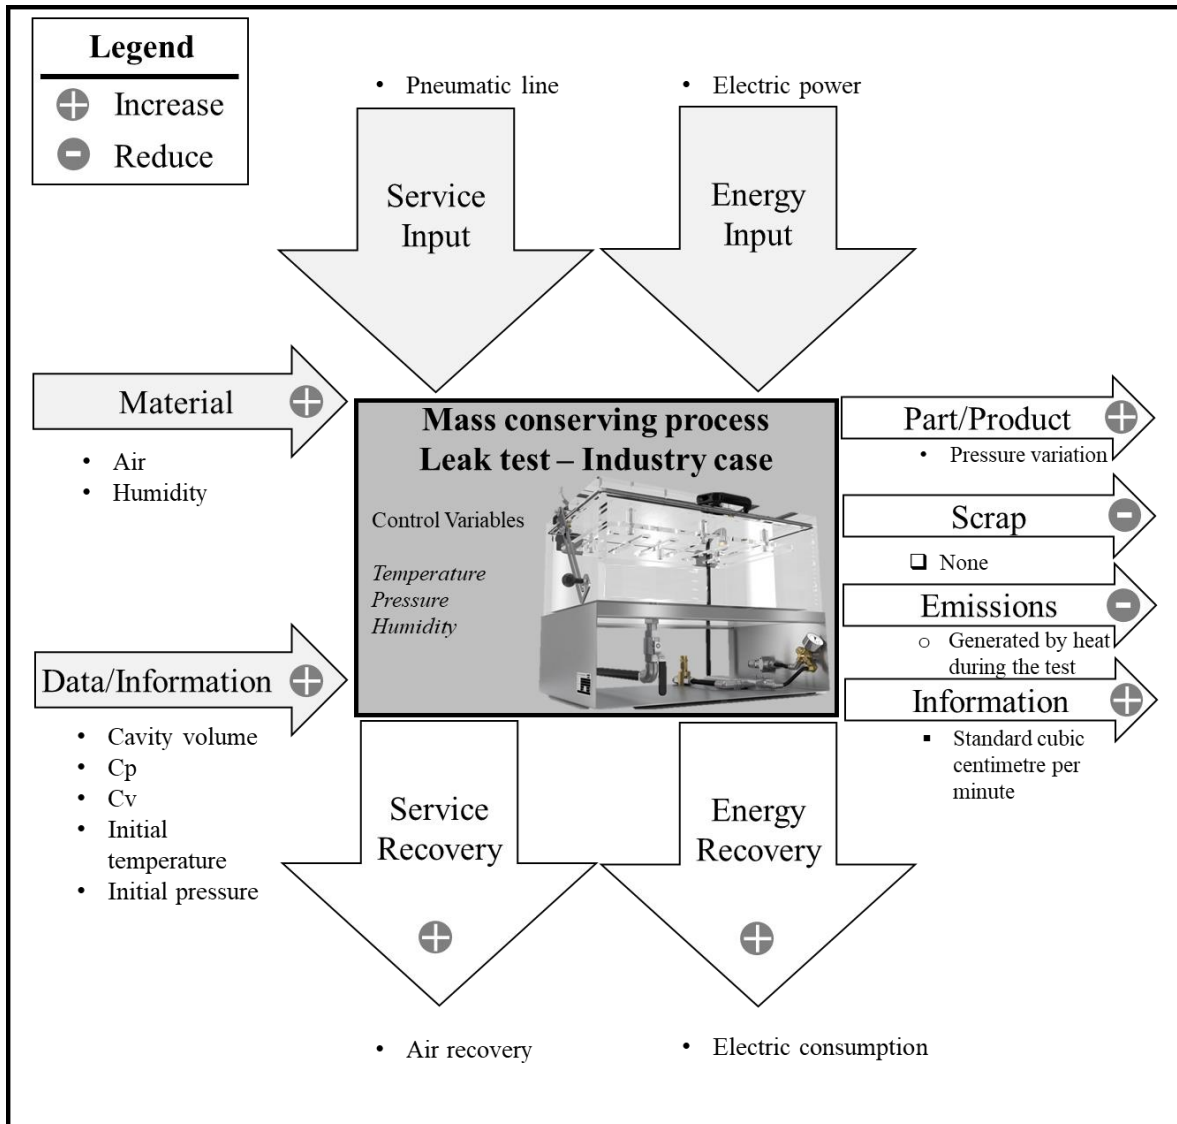 Legend
Increase
Reduce
• Pneumatic line
• Electric power
Service
Input
Energy
Input
Material
• Air
• Humidity
Mass conserving process
Leak test – Industry case
Control Variables
Temperature
Pressure
Humidity
Part/Product
• Pressure variation
Scrap
❑ None
Emissions
o Generated by heat
during the test
Information
▪ Standard cubic
centimetre per
minute
Data/Information
• Cavity volume
• Cp
• Cv
• Initial
temperature
• Initial pressure
Service
Recovery
Energy
Recovery
• Air recovery
• Electric consumption